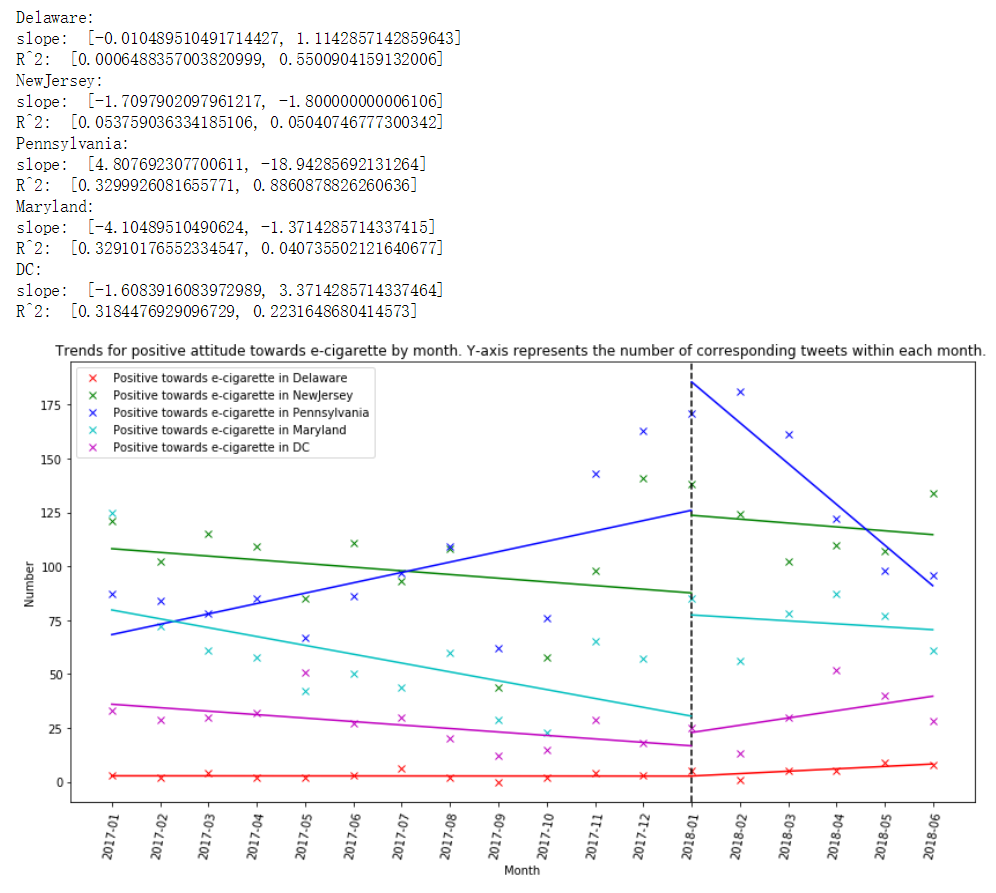 Delaware:
slope:  [-0.010489510491714427, 1.1142857142859643]
R^2:  [0.0006488357003820999, 0.5500904159132006]
NewJersey:
slope:  [-1.7097902097961217, -1.800000000006106]
R^2:  [0.053759036334185106, 0.05040746777300342]
Pennsylvania:
slope:  [4.807692307700611, -18.94285692131264]
R^2:  [0.3299926081655771, 0.8860878826260636]
Maryland:
slope:  [-4.10489510490624, -1.3714285714337415]
R^2:  [0.32910176552334547, 0.040735502121640677]
DC:
slope:  [-1.6083916083972989, 3.3714285714337464]
R^2:  [0.3184476929096729, 0.2231648680414573]
Trends for positive attitude towards e-cigarette by month. Y-axis represents the number of corresponding tweets within each month.
Positive towards e-cigarette in Delaware
Positive towards e-cigarette in NewJersey
Positive towards e-cigarette in Pennsylvania
Positive towards e-cigarette in Maryland
Positive towards e-cigarette in DC
175
150
125
100
75
50
25
0
Number
2017-01
2017-02
2017-03
2017-04
2017-05
2017-06
2017-07
2017-08
2017-09
2017-10
2017-11
2017-12
2018-01
2018-02
2018-03
2018-04
2018-05
2018-06
Month